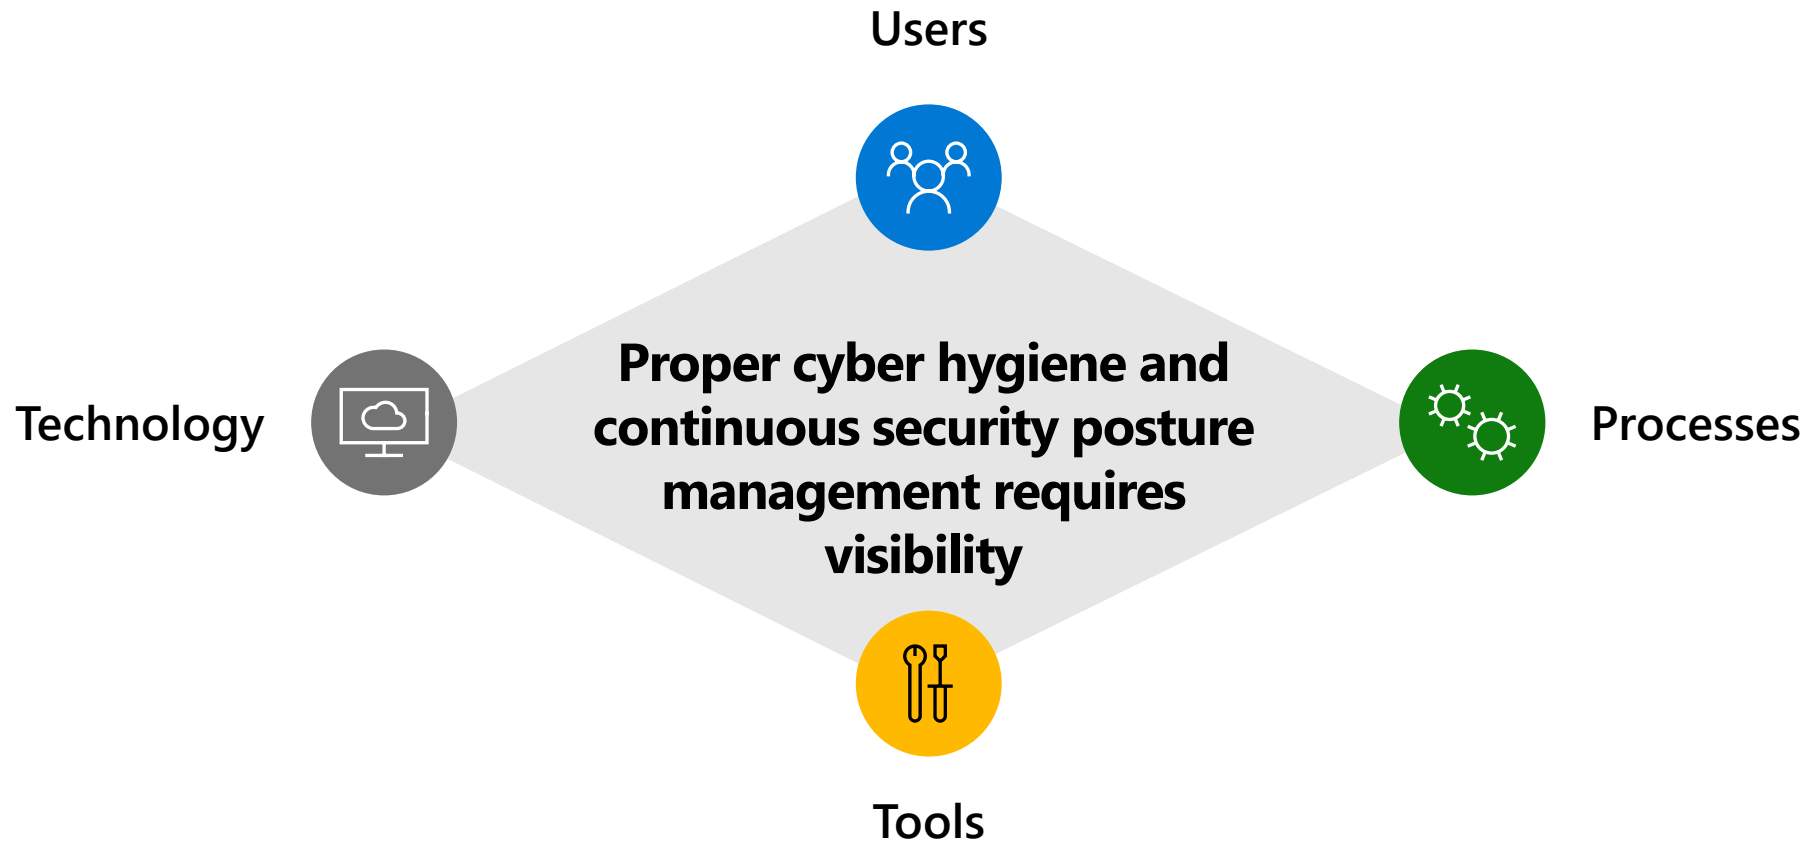 Users
Technology
Proper cyber hygiene and
continuous security posture
management requires
visibility
Processes
Tools